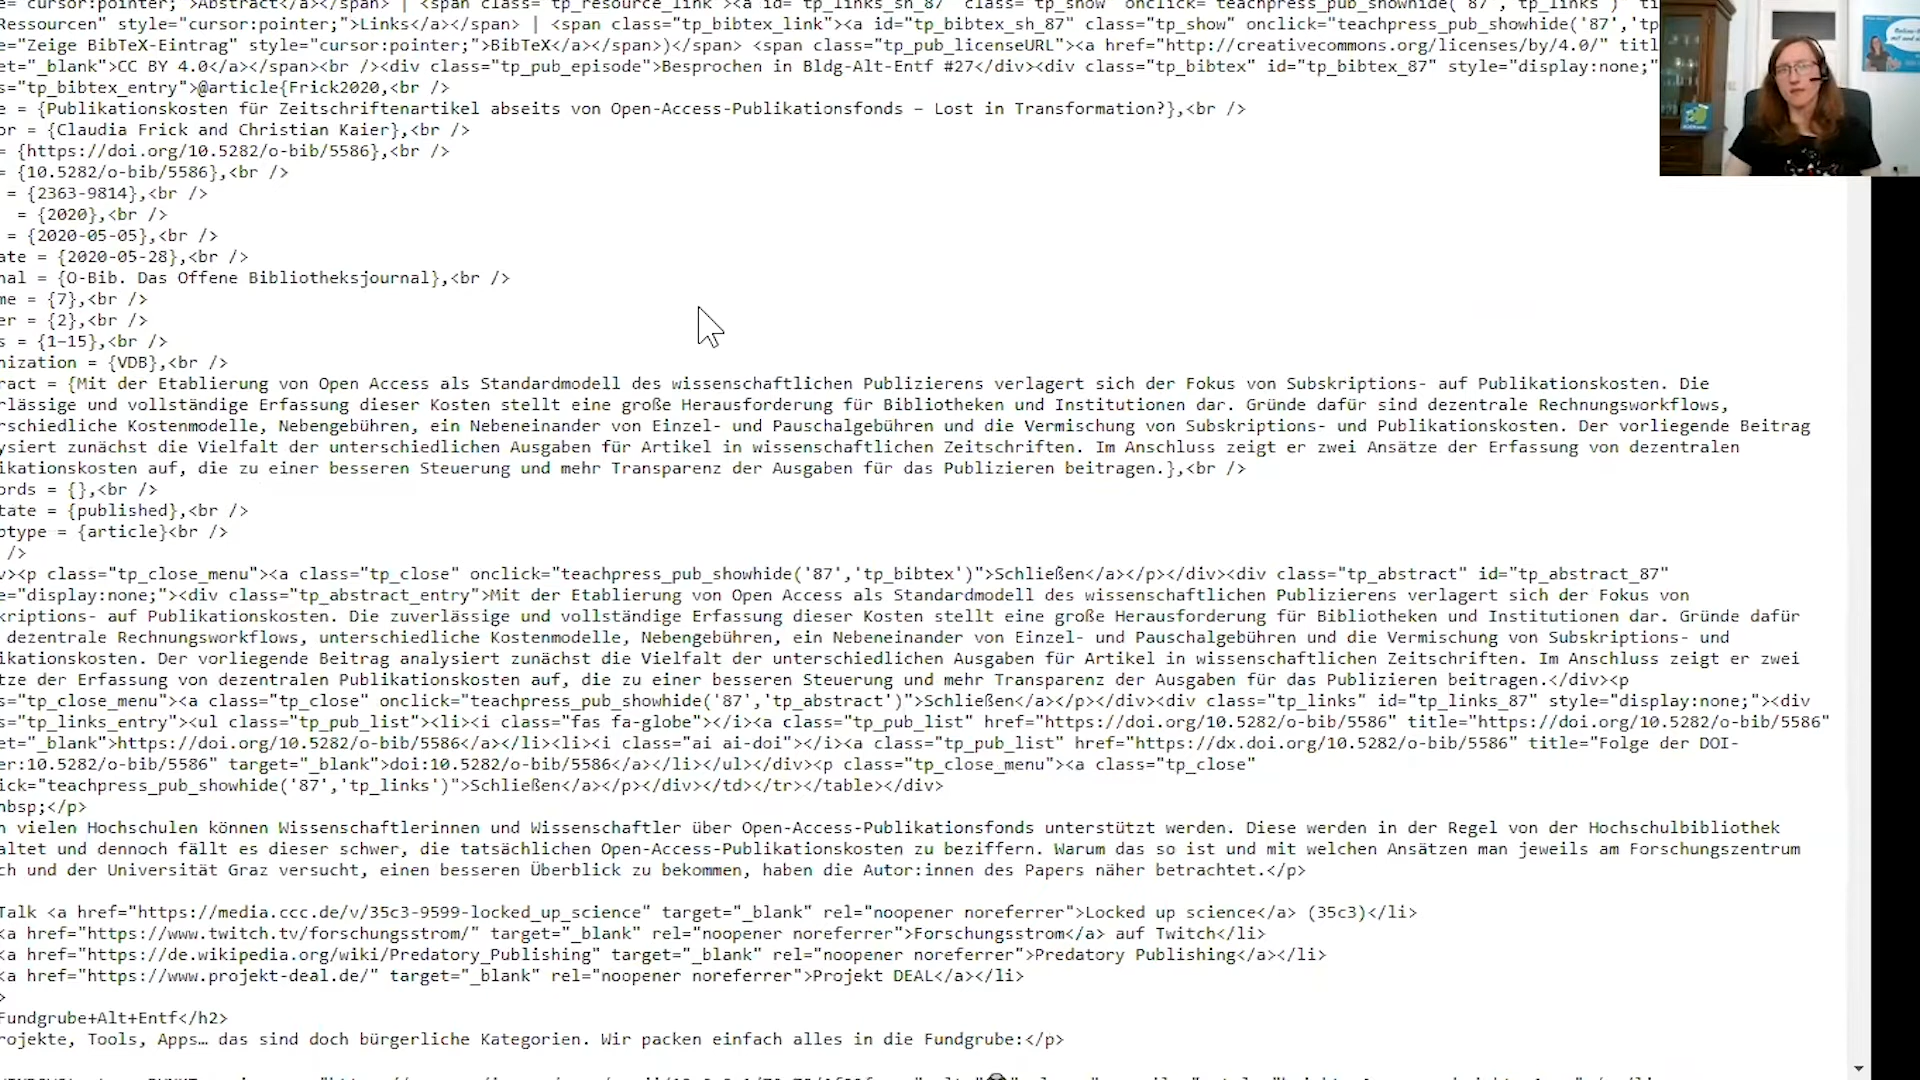 e= cursor:pointer; >Abstract</a></span> | <span class= tp_resource_link ><a id= tp_links_sh_87 class= tp_show onclick= teachpress_pub_showhide( 87 , tp_links ) ti
Ressourcen" style="cursor:pointer;">Links</a></span> | <span class="tp_bibtex_link"><a id="tp_bibtex_sh_87" class="tp_show" onclick="teachpress_pub_showhide('87','tp
e="Zeige BibTeX-Eintrag" style="cursor:pointer;">BibTeX</a></span>)</span> <span class="tp_pub_licenseURL"><a href="http://creativecommons.org/licenses/by/4.0/" titl
et="_blank">CC BY 4.0</a></span><br /><div class="tp_pub_episode">Besprochen in Bldg-Alt-Entf #27</div><div class="tp_bibtex" id="tp_bibtex_87" style="display:none;"
s="tp_bibtex_entry">@article{Frick2020,<br />
e = {Publikationskosten für Zeitschriftenartikel abseits von Open-Access-Publikationsfonds – Lost in Transformation?},<br />
or = {Claudia Frick and Christian Kaier},<br />
= {https://doi.org/10.5282/o-bib/5586},<br />
= {10.5282/o-bib/5586},<br />
= {2363-9814},<br />
= {2020},<br />
= {2020-05-05},<br />
ate = {2020-05-28},<br />
nal = {O-Bib. Das Offene Bibliotheksjournal},<br />
me = {7},<br />
er = {2},<br />
s = {1–15},<br />
nization = {VDB},<br />
ract = {Mit der Etablierung von Open Access als Standardmodell des wissenschaftlichen Publizierens verlagert sich der Fokus von Subskriptions- auf Publikationskosten. Die
rlässige und vollständige Erfassung dieser Kosten stellt eine große Herausforderung für Bibliotheken und Institutionen dar. Gründe dafür sind dezentrale Rechnungsworkflows,
rschiedliche Kostenmodelle, Nebengebühren, ein Nebeneinander von Einzel- und Pauschalgebühren und die Vermischung von Subskriptions- und Publikationskosten. Der vorliegende Beitrag
ysiert zunächst die Vielfalt der unterschiedlichen Ausgaben für Artikel in wissenschaftlichen Zeitschriften. Im Anschluss zeigt er zwei Ansätze der Erfassung von dezentralen
ikationskosten auf, die zu einer besseren Steuerung und mehr Transparenz der Ausgaben für das Publizieren beitragen.},<br />
ords = {},<br />
tate = {published},<br />
btype = {article}<br />
/>
v><p class="tp_close_menu"><a class="tp_close" onclick="teachpress_pub_showhide('87','tp_bibtex')">Schließen</a></p></div><div class="tp_abstract" id="tp_abstract_87"
e="display:none;"><div class="tp_abstract_entry">Mit der Etablierung von Open Access als Standardmodell des wissenschaftlichen Publizierens verlagert sich der Fokus von
kriptions- auf Publikationskosten. Die zuverlässige und vollständige Erfassung dieser Kosten stellt eine große Herausforderung für Bibliotheken und Institutionen dar. Gründe dafür
dezentrale Rechnungsworkflows, unterschiedliche Kostenmodelle, Nebengebühren, ein Nebeneinander von Einzel- und Pauschalgebühren und die Vermischung von Subskriptions- und
ikationskosten. Der vorliegende Beitrag analysiert zunächst die Vielfalt der unterschiedlichen Ausgaben für Artikel in wissenschaftlichen Zeitschriften. Im Anschluss zeigt er zwei
tze der Erfassung von dezentralen Publikationskosten auf, die zu einer besseren Steuerung und mehr Transparenz der Ausgaben für das Publizieren beitragen.</div><p
s="tp_close_menu"><a class="tp_close" onclick="teachpress_pub_showhide('87','tp_abstract')">Schließen</a></p></div><div class="tp_links" id="tp_links_87" style="display:none;"><div
s="tp_links_entry"><ul class="tp_pub_list"><li><i class="fas fa-globe"></i><a class="tp_pub_list" href="https://doi.org/10.5282/o-bib/5586" title="https://doi.org/10.5282/o-bib/5586"
et="_blank">https://doi.org/10.5282/o-bib/5586</a></li><li><i class="ai ai-doi"></i><a class="tp_pub_list" href="https://dx.doi.org/10.5282/o-bib/5586" title="Folge der DOI-
er:10.5282/o-bib/5586" target="_blank">doi:10.5282/o-bib/5586</a></li></ul></div><p class="tp_close_menu"><a class="tp_close"
ick="teachpress_pub_showhide('87','tp_links')">Schließen</a></p></div></td></tr></table></div>
nbsp;</p>
n vielen Hochschulen können Wissenschaftlerinnen und Wissenschaftler über Open-Access-Publikationsfonds unterstützt werden. Diese werden in der Regel von der Hochschulbibliothek
altet und dennoch fällt es dieser schwer, die tatsächlichen Open-Access-Publikationskosten zu beziffern. Warum das so ist und mit welchen Ansätzen man jeweils am Forschungszentrum
ch und der Universität Graz versucht, einen besseren Überblick zu bekommen, haben die Autor:innen des Papers näher betrachtet.</p>
Talk <a href="https://media.ccc.de/v/35c3-9599-locked_up_science" target="_blank" rel="noopener noreferrer">Locked up science</a> (35c3)</li>
<a href="https://www.twitch.tv/forschungsstrom/" target="_blank" rel="noopener noreferrer">Forschungsstrom</a> auf Twitch</li>
<a href="https://de.wikipedia.org/wiki/Predatory_Publishing" target="_blank" rel="noopener noreferrer">Predatory Publishing</a></li>
<a href="https://www.projekt-deal.de/" target="_blank" rel="noopener noreferrer">Projekt DEAL</a></li>
>
Fundgrube+Alt+Entf</h2>
rojekte, Tools, Apps… das sind doch bürgerliche Kategorien. Wir packen einfach alles in die Fundgrube:</p>